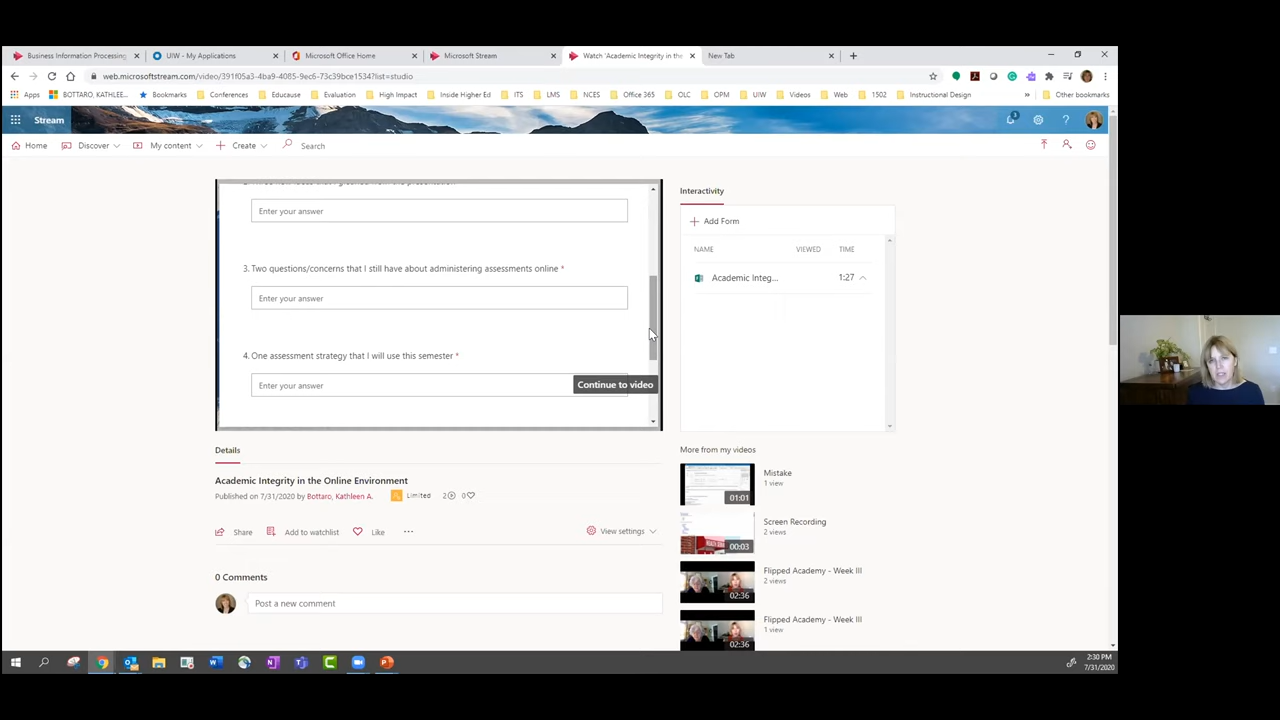 Business Information Processing
UIW - My Applications
Microsoft Office Home
Microsoft Stream
Watch 'Academic Integrity in the
New Tab
web.microsoftstream.com/video/391f05a3-4ba9-4085-9ec6-73c39bce1534?list=studio
Apps
BOTTARO, KATHLEE...
Bookmarks
Conferences
Educause
Evaluation
High Impact
Inside Higher Ed
ITS
LMS
NCES
Office 365
OLC
OPM
UIW
Videos
Web
1502
Instructional Design
»
Other bookmarks
Stream
Home
Discover
My content
Create
Search
Enter your answer
3. Two questions/concerns that I still have about administering assessments online *
Enter your answer
4. One assessment strategy that I will use this semester *
Enter your answer
Continue to video
Interactivity
Add Form
NAME VIEWED TIME
Academic Integ... 1:27
Details
Academic Integrity in the Online Environment
Published on 7/31/2020 by Bottaro, Kathleen A. Limited 2 0
Share
Add to watchlist
Like
...
View settings
0 Comments
Post a new comment
More from my videos
Mistake
1 view
01:01
Screen Recording
2 views
00:03
Flipped Academy - Week III
2 views
02:36
Flipped Academy - Week III
1 view
02:36
2:30 PM
7/31/2020